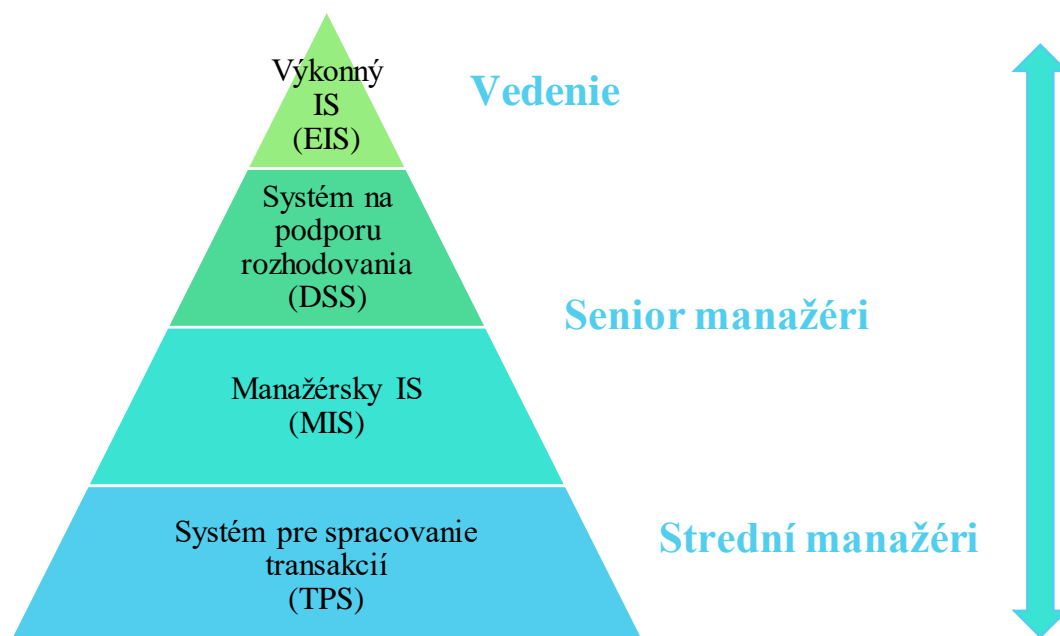 Výkonný
IS
(EIS)
Vedenie
Systém na
podporu
rozhodovania
(DSS)
Senior manažéri
Manažérsky IS
(MIS)
Systém pre spracovanie
transakcií
(TPS)
Strední manažéri